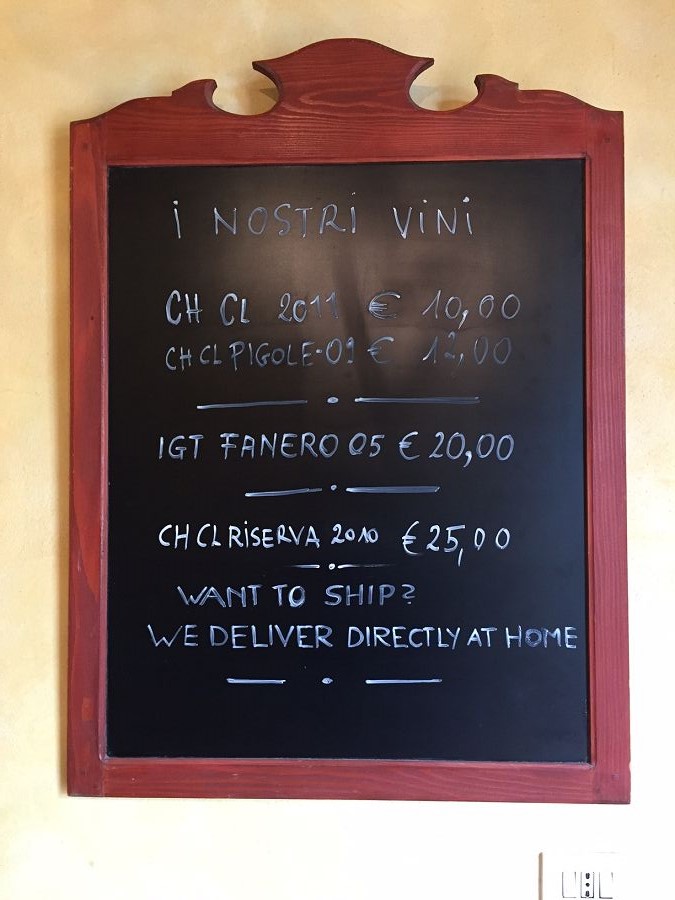 i NOSTRi ViNi
CH CL 2011 € 10,00
CH CL PIGOLE-09 € 12,00
IGT FANERO 05 € 20,00
CH CL RISERVA 2010 € 25,00
WANT TO SHIP?
WE DELIVER DIRECTLY AT HOME